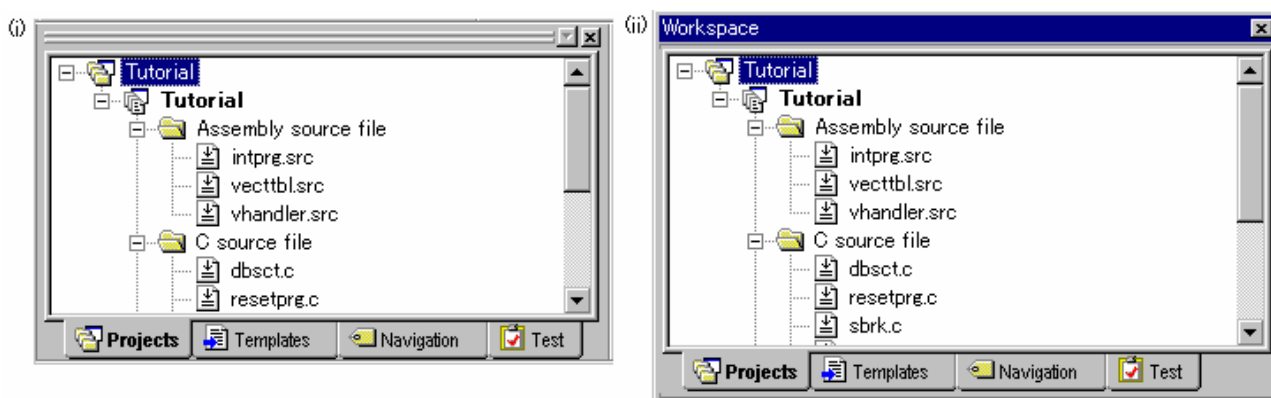 (i)
Tutorial
Tutorial
Assembly source file
intprg.src
vecttbl.src
vhandler.src
C source file
dbsct.c
resetprg.c
Projects Templates Navigation Test
(ii)
Workspace
Tutorial
Tutorial
Assembly source file
intprg.src
vecttbl.src
vhandler.src
C source file
dbsct.c
resetprg.c
sbrk.c
Projects Templates Navigation Test